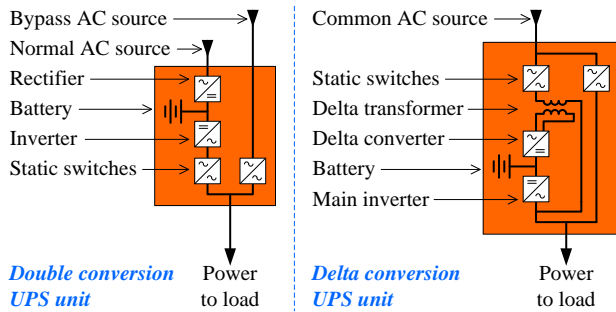 Bypass AC source
Normal AC source
Rectifier
Battery
Inverter
Static switches
Double conversion
UPS unit
Power
to load
Common AC source
Static switches
Delta transformer
Delta converter
Battery
Main inverter
Delta conversion
UPS unit
Power
to load